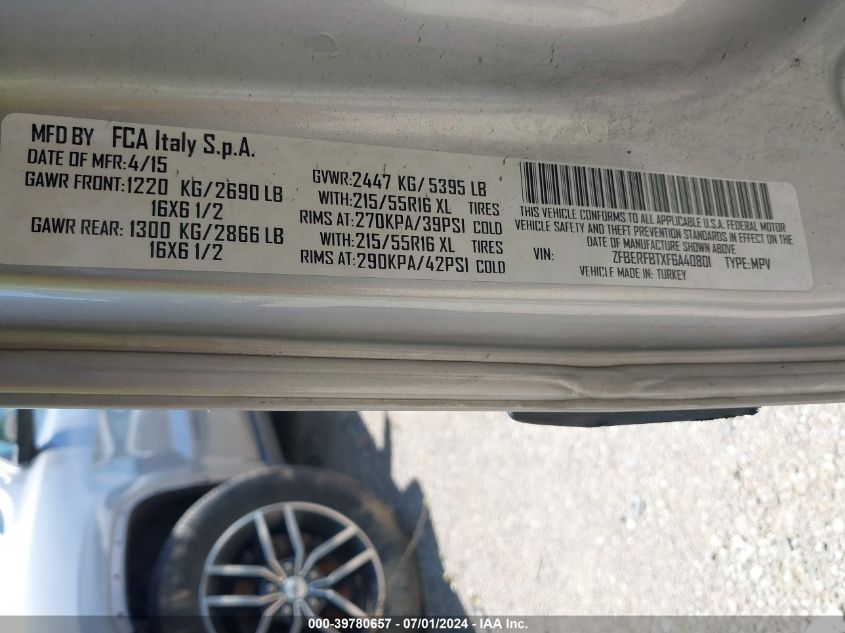 MFD BY FCA Italy S.p.A.
DATE OF MFR:4/15
GAWR FRONT:1220 KG/2690 LB
16X6 1/2
GAWR REAR: 1300 KG/2866 LB
16X6 1/2
GVWR:2447 KG/5395 LB
WITH:215/55R16 XL TIRES
RIMS AT:270KPA/39PSI COLD
WITH:215/55R16 XL TIRES
RIMS AT:290KPA/42PSI COLD
THIS VEHICLE CONFORMS TO ALL APPLICABLE U.S.A. FEDERAL MOTOR
VEHICLE SAFETY AND THEFT PREVENTION STANDARDS IN EFFECT ON THE
DATE OF MANUFACTURE SHOWN ABOVE
VIN: ZFBERFBTXF6A40801 TYPE:MPV
VEHICLE MADE IN: TURKEY
000-39780657 - 07/01/2024 - IAA, Inc.